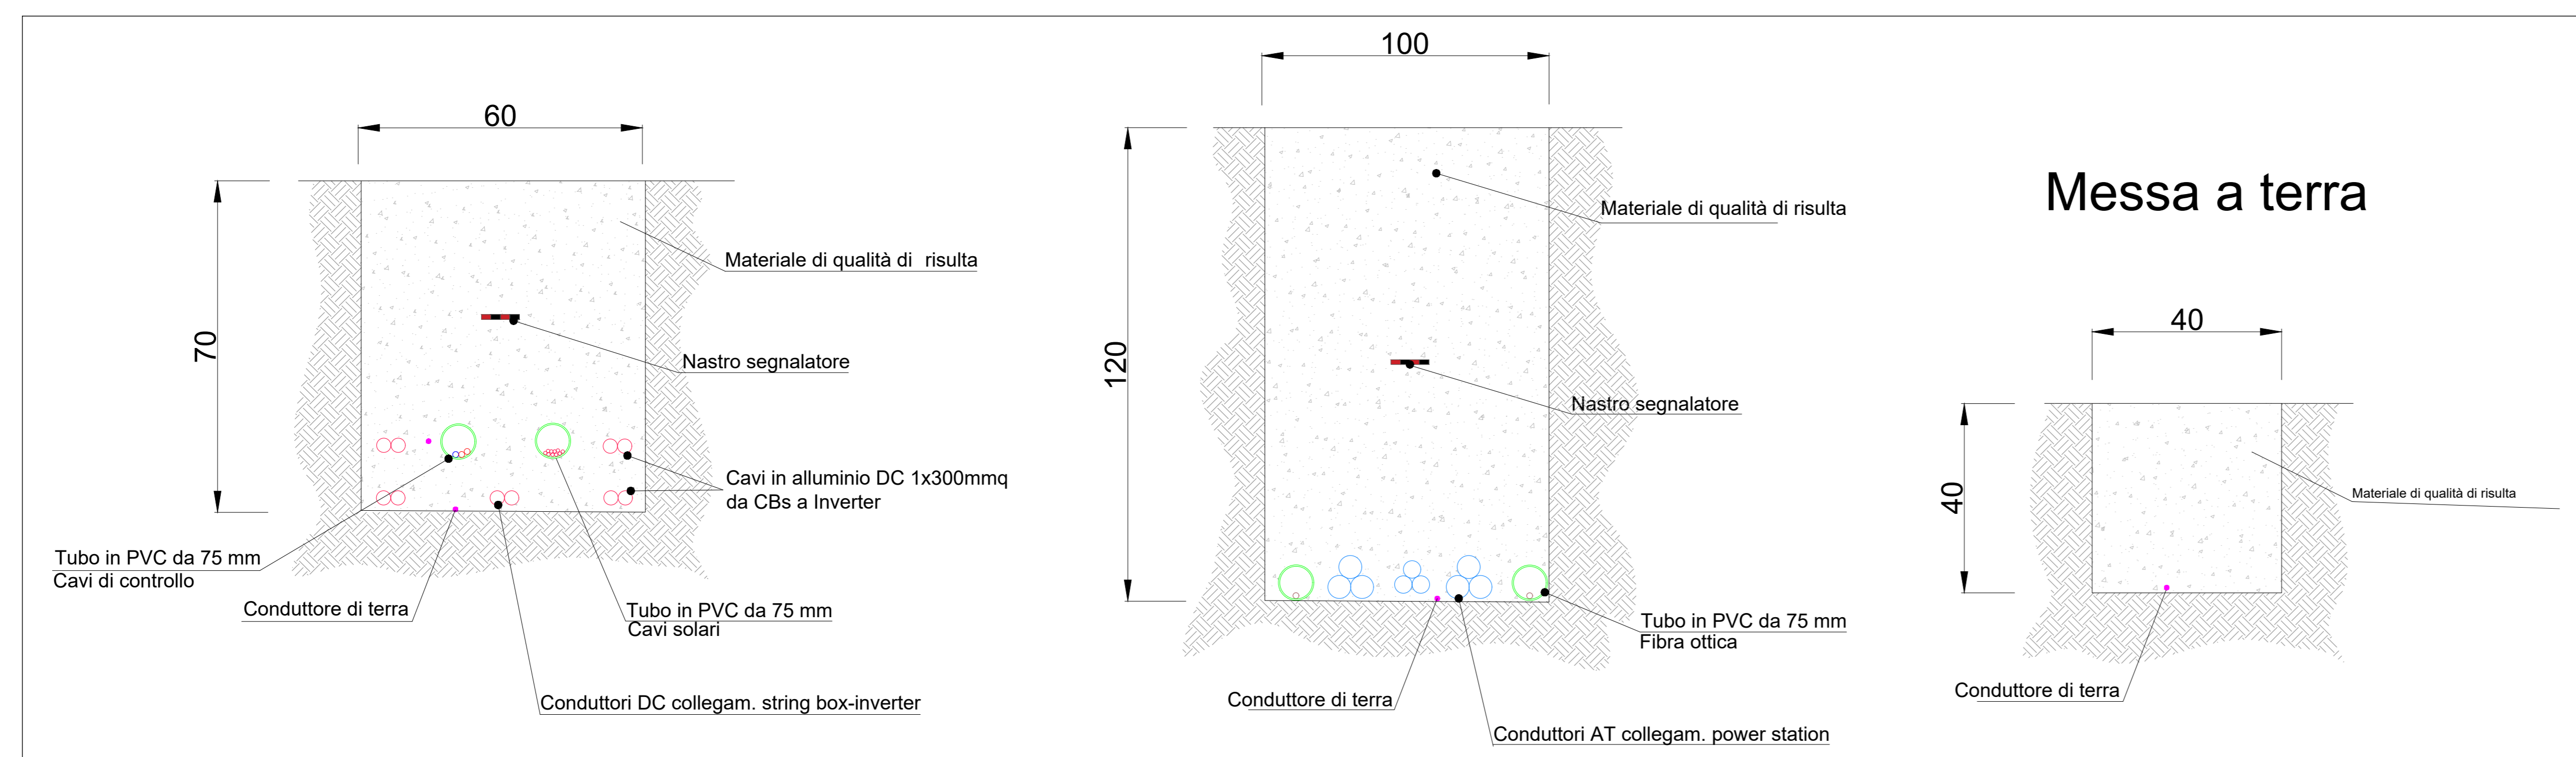 60
70
Materiale di qualità di risulta
Nastro segnalatore
Cavi in alluminio DC 1x300mmq
da CBs a Inverter
Tubo in PVC da 75 mm
Cavi di controllo
Conduttore di terra
Tubo in PVC da 75 mm
Cavi solari
Conduttori DC collegam. string box-inverter
100
120
Materiale di qualità di risulta
Nastro segnalatore
Tubo in PVC da 75 mm
Fibra ottica
Conduttore di terra
Conduttori AT collegam. power station
Messa a terra
40
40
Materiale di qualità di risulta
Conduttore di terra